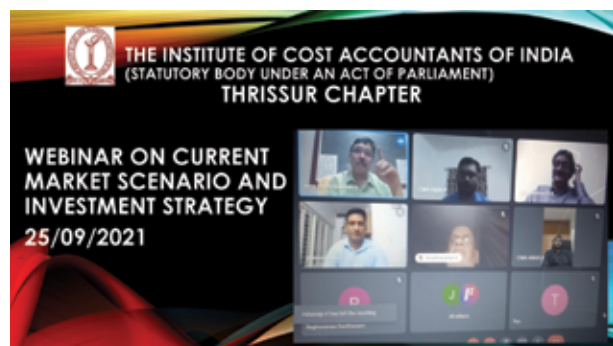 THE INSTITUTE OF COST ACCOUNTANTS OF INDIA
(STATUTORY BODY UNDER AN ACT OF PARLIAMENT)
THRISSUR CHAPTER
WEBINAR ON CURRENT
MARKET SCENARIO AND
INVESTMENT STRATEGY
25/09/2021
R
J
F
T